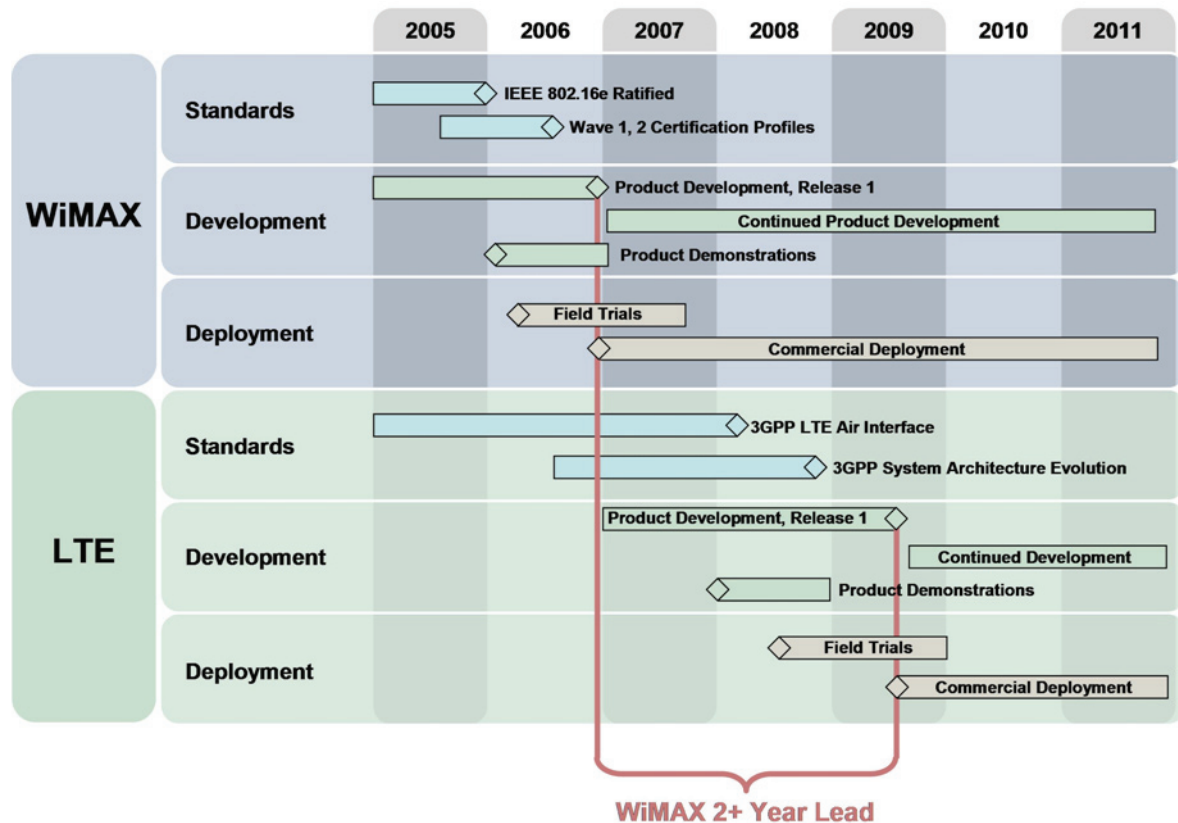 2005 2006 2007 2008 2009 2010 2011
WiMAX
Standards
IEEE 802.16e Ratified
Wave 1, 2 Certification Profiles
Development
Product Development, Release 1
Continued Product Development
Product Demonstrations
Deployment
Field Trials
Commercial Deployment
LTE
Standards
3GPP LTE Air Interface
3GPP System Architecture Evolution
Development
Product Development, Release 1
Continued Development
Product Demonstrations
Deployment
Field Trials
Commercial Deployment
WiMAX 2+ Year Lead